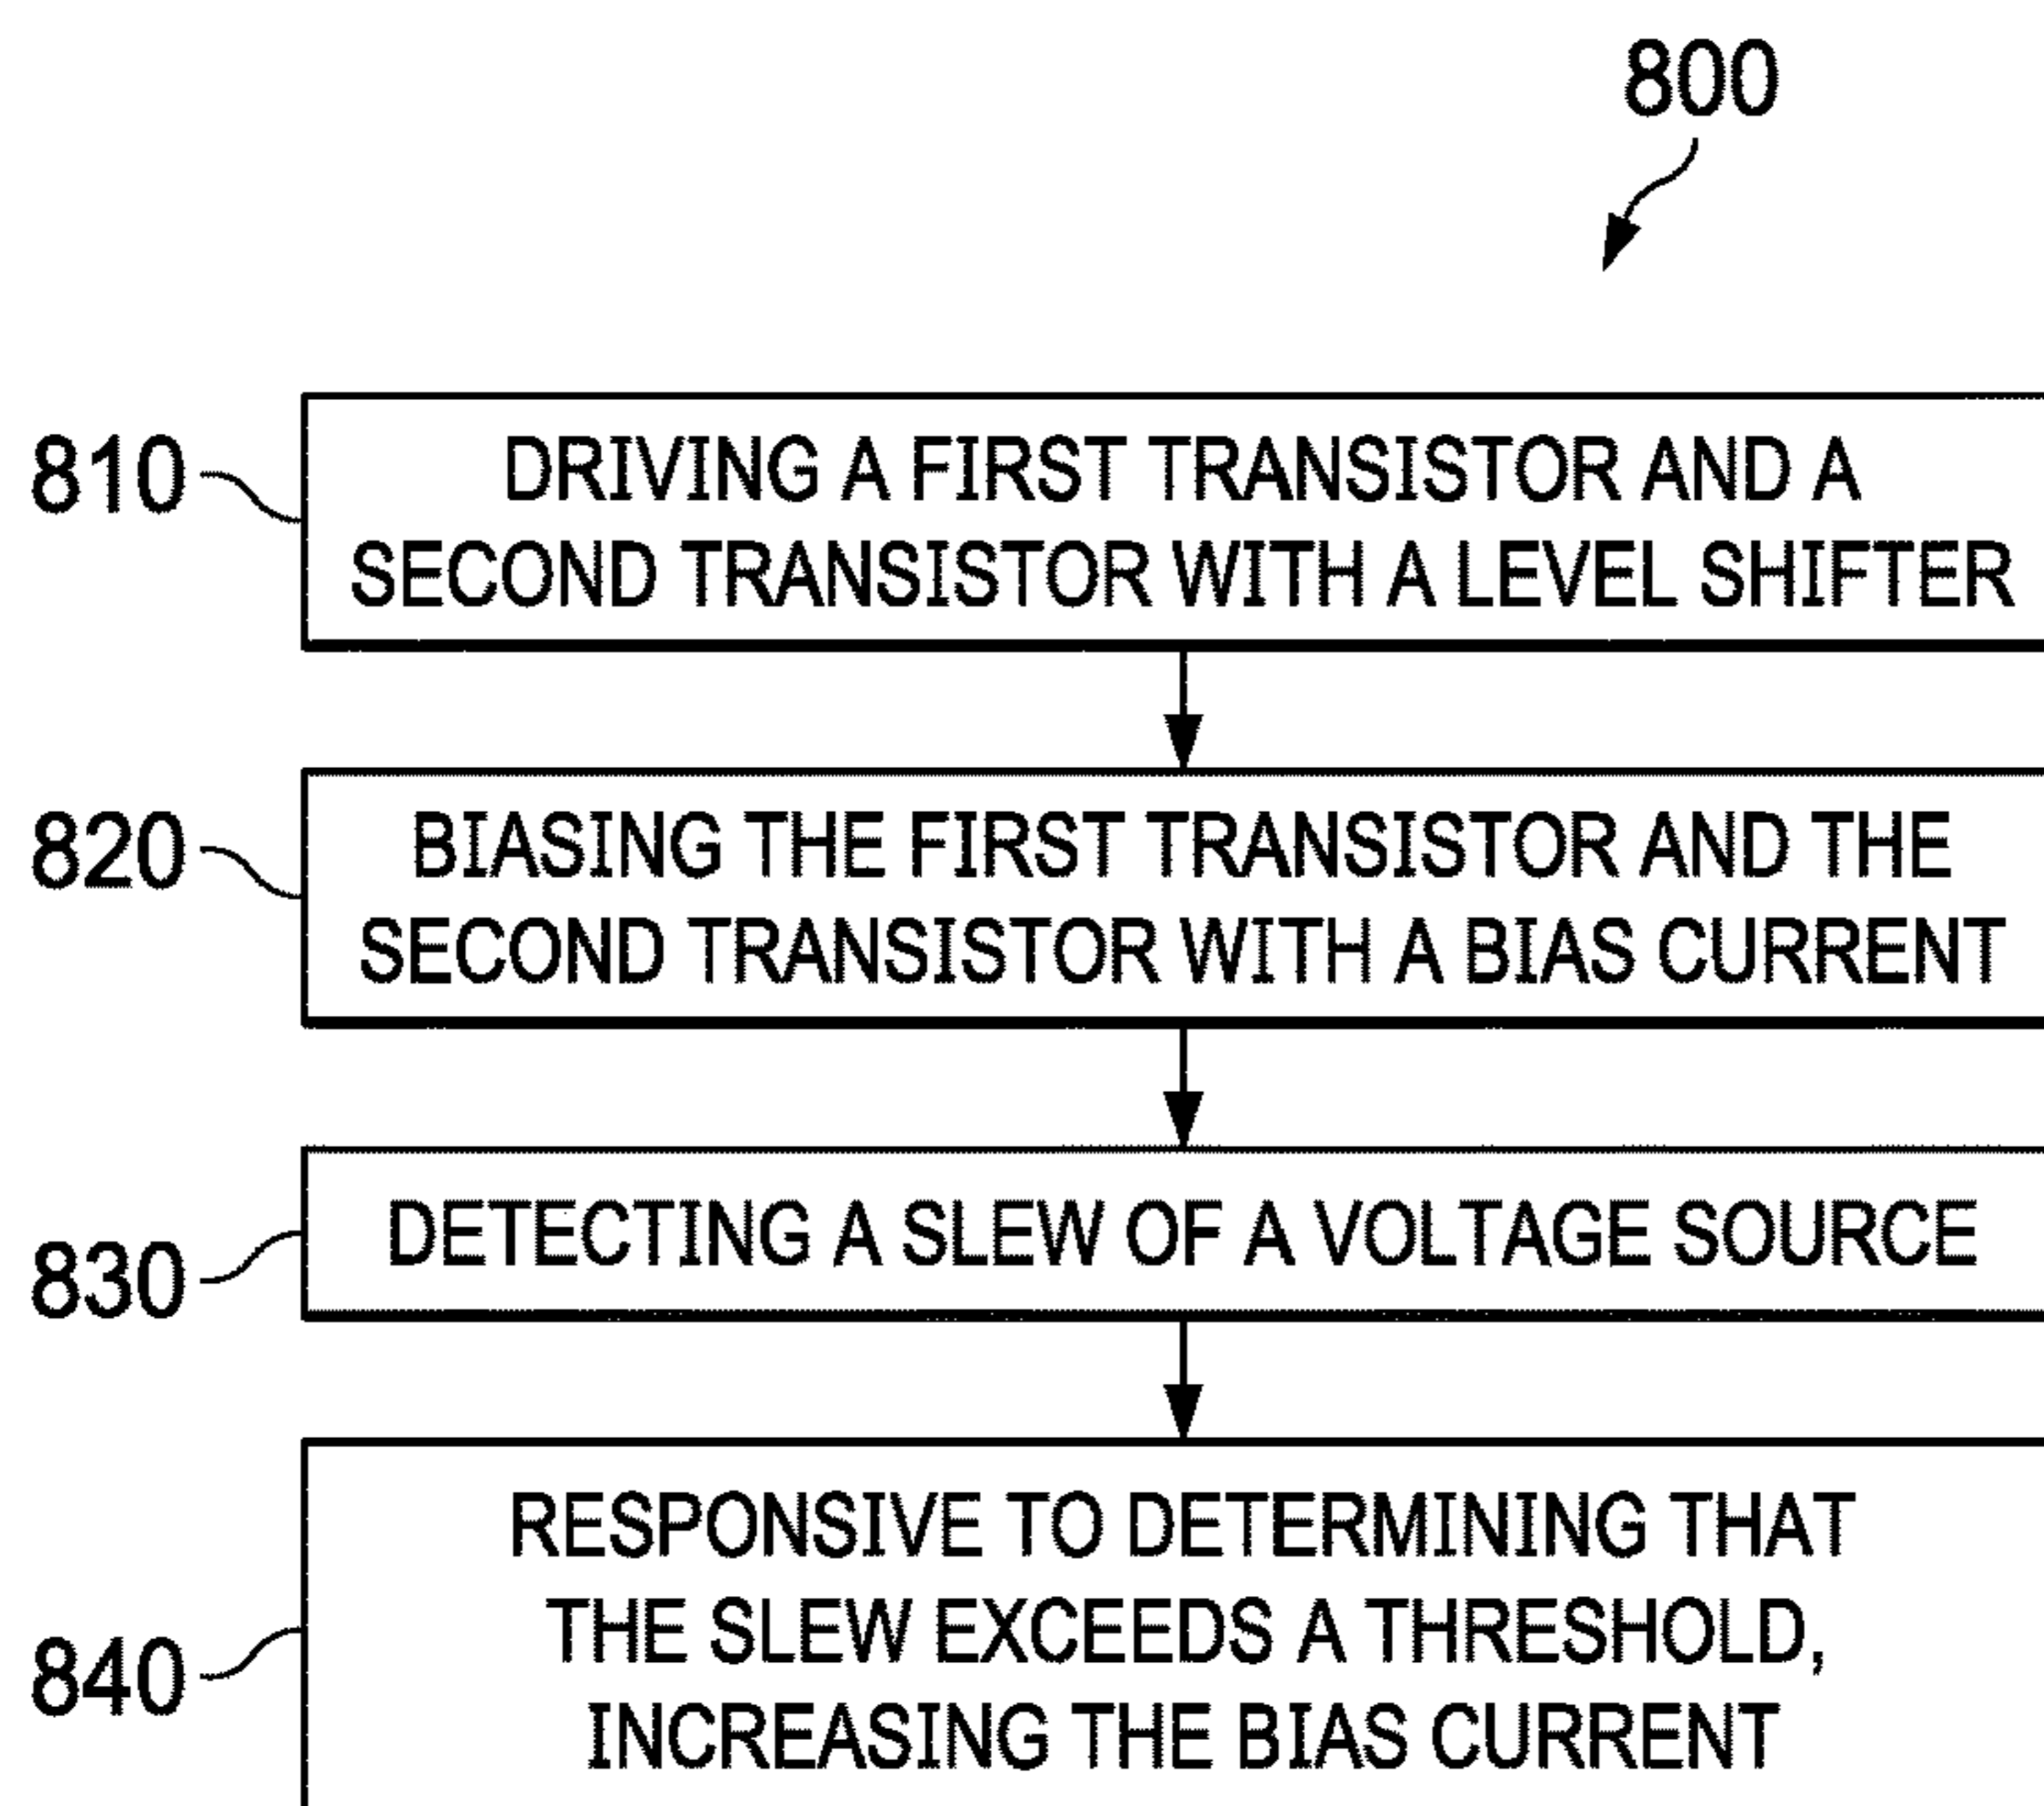 800
810
DRIVING A FIRST TRANSISTOR AND A
SECOND TRANSISTOR WITH A LEVEL SHIFTER
820
BIASING THE FIRST TRANSISTOR AND THE
SECOND TRANSISTOR WITH A BIAS CURRENT
830
DETECTING A SLEW OF A VOLTAGE SOURCE
840
RESPONSIVE TO DETERMINING THAT
THE SLEW EXCEEDS A THRESHOLD,
INCREASING THE BIAS CURRENT